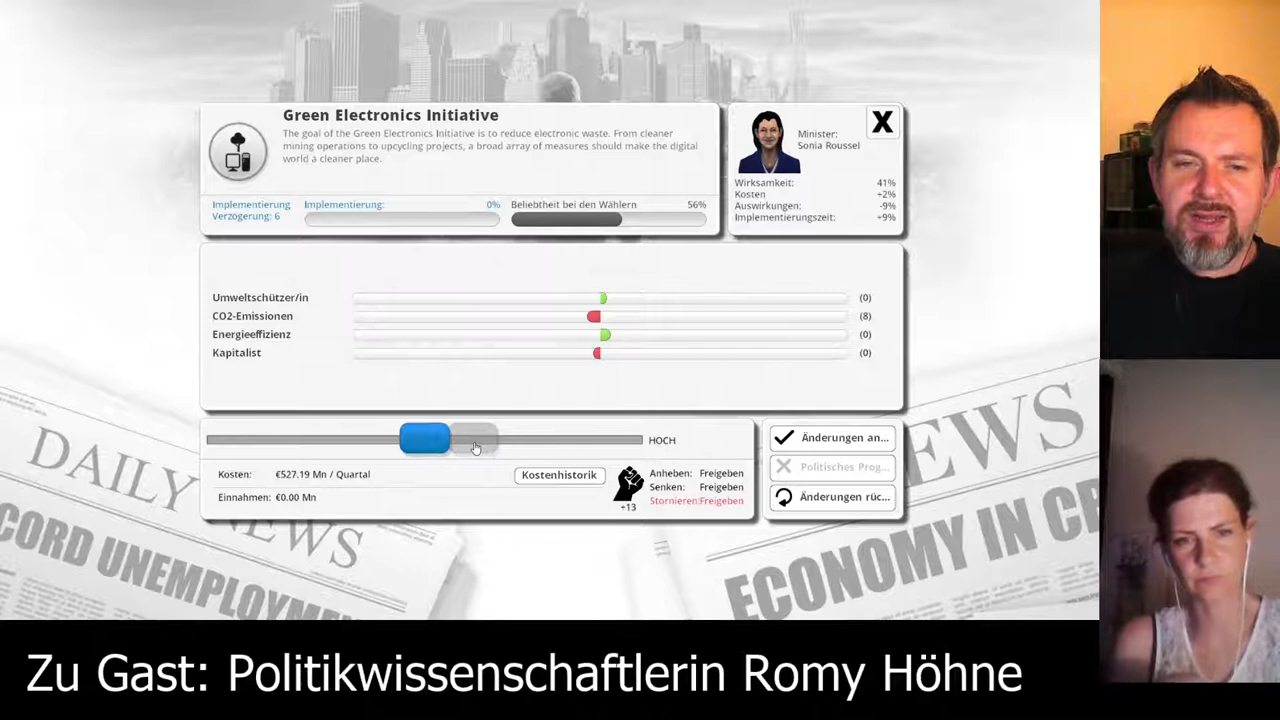 Green Electronics Initiative
The goal of the Green Electronics Initiative is to reduce electronic waste. From cleaner
mining operations to upcycling projects, a broad array of measures should make the digital
world a cleaner place.
Implementierung
Verzögerung: 6
Implementierung: 0%
Beliebtheit bei den Wählern 56%
X
Minister:
Sonia Roussel
Wirksamkeit: 41%
Kosten +2%
Auswirkungen: -9%
Implementierungszeit: +9%
Umweltschützer/in (0)
CO2-Emissionen (8)
Energieeffizienz (0)
Kapitalist (0)
HOCH
Kosten: €527.19 Mn / Quartal
Einnahmen: €0.00 Mn
Kostenhistorik
+13
Anheben: Freigeben
Senken: Freigeben
Stornieren:Freigeben
Änderungen an...
Politisches Prog...
Änderungen rüc...
DAILY NEWS
CORD UNEMPLOYME
NEWS
ECONOMY IN CR
Zu Gast: Politikwissenschaftlerin Romy Höhne